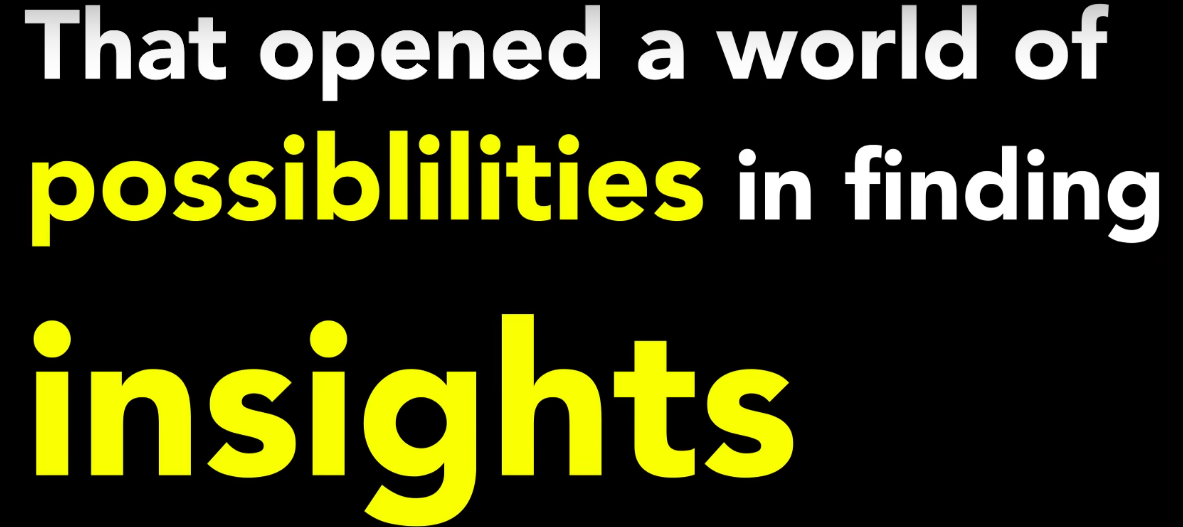 That opened a world of
possiblilities in finding
insights